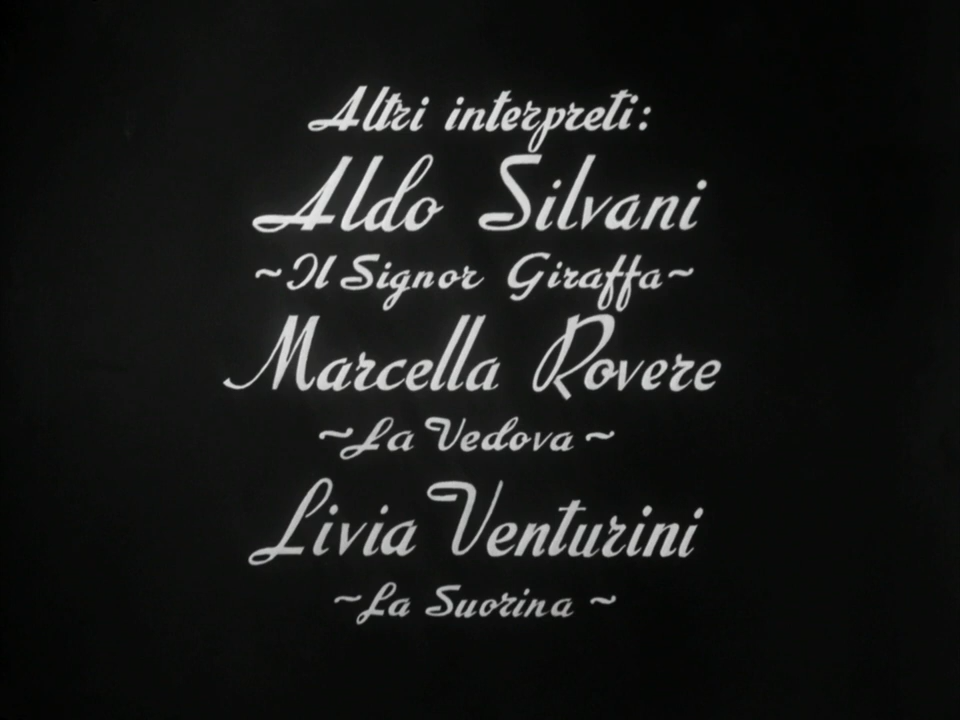 Altri interpreti:
Aldo Silvani
~Il Signor Giraffa~
Marcella Rovere
~La Vedova~
Livia Venturini
~La Suorina~